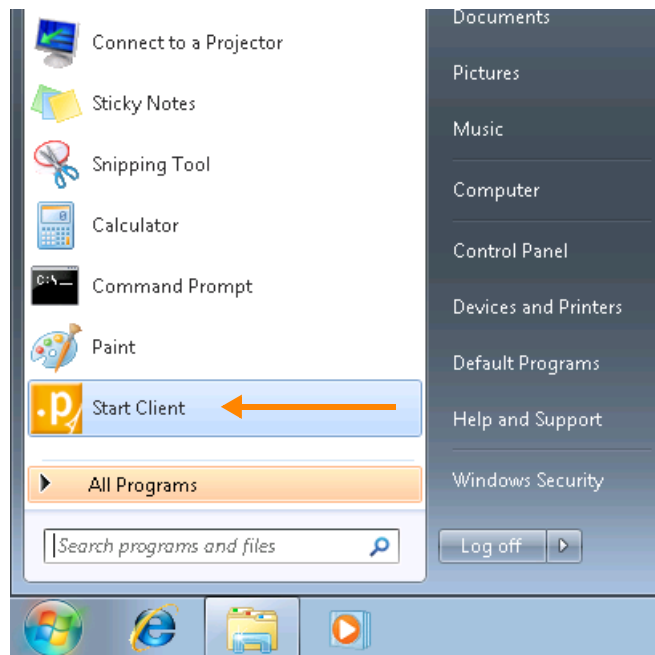 Connect to a Projector
Sticky Notes
Snipping Tool
0
Calculator
C:\
Command Prompt
Paint
.p
Start Client
All Programs
Search programs and files
Documents
Pictures
Music
Computer
Control Panel
Devices and Printers
Default Programs
Help and Support
Windows Security
Log off